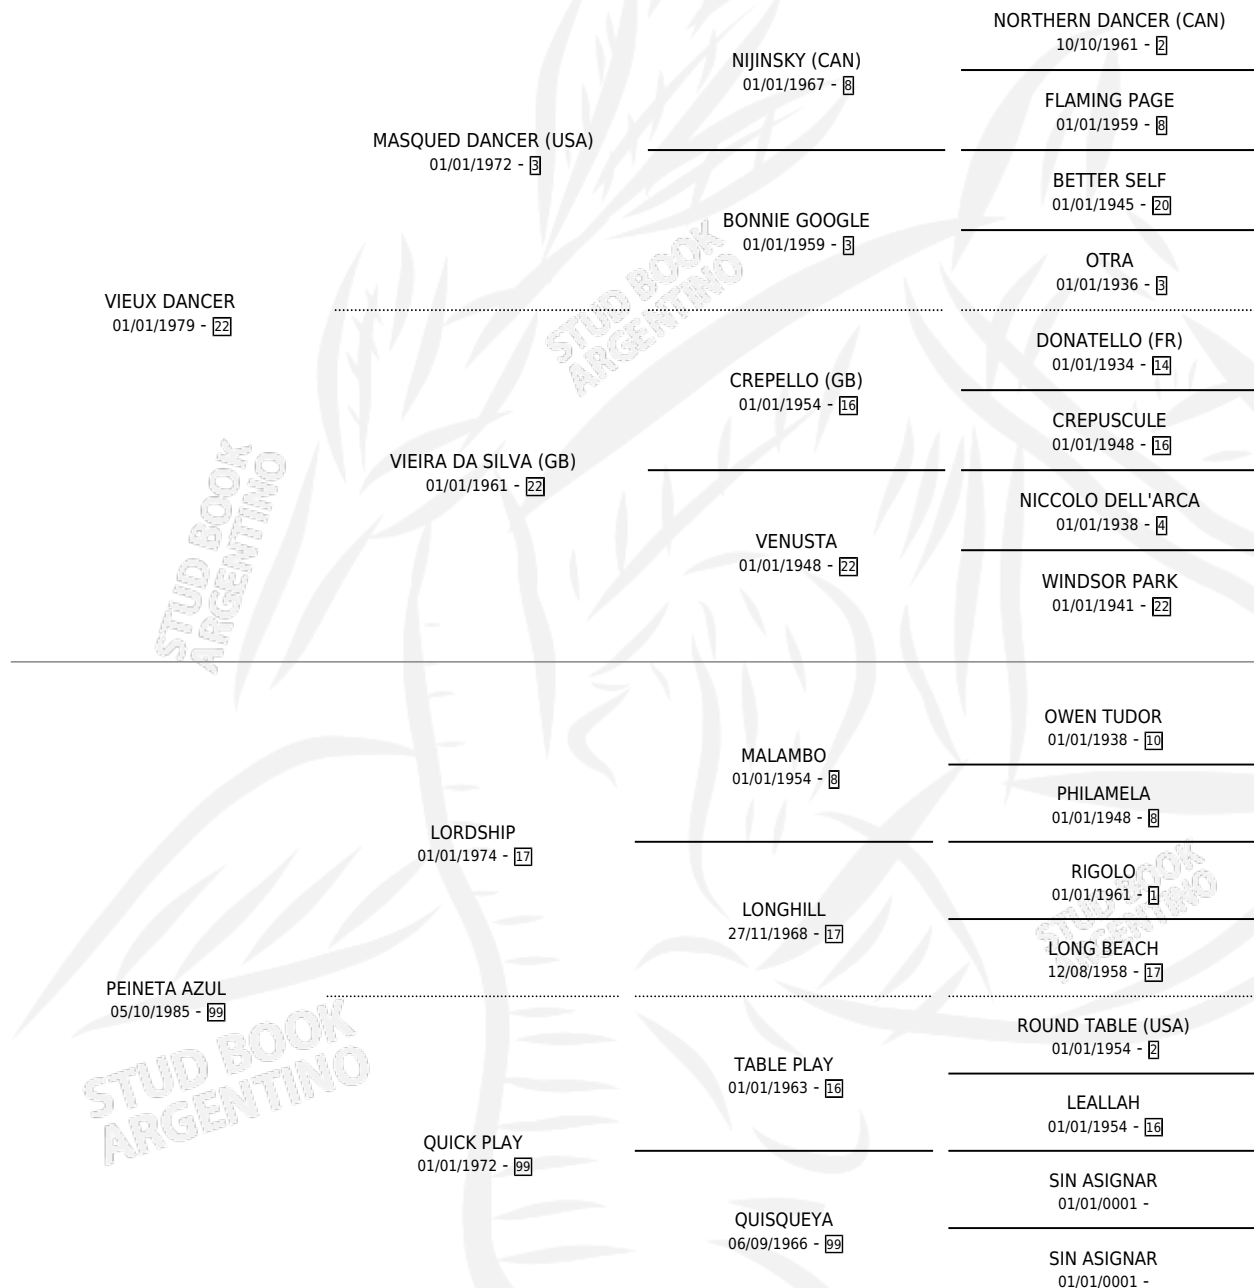 NORTHERN DANCER (CAN)
10/10/1961 - 2
NIJINSKY (CAN)
01/01/1967 - 8
FLAMING PAGE
01/01/1959 - 8
MASQUED DANCER (USA)
01/01/1972 - 3
BETTER SELF
01/01/1945 - 20
BONNIE GOOGLE
01/01/1959 - 3
OTRA
01/01/1936 - 3
VIEUX DANCER
01/01/1979 - 22
STUD BOOK
ARGENTINO
DONATELLO (FR)
01/01/1934 - 14
CREPELLO (GB)
01/01/1954 - 16
CREPUSCULE
01/01/1948 - 16
VIEIRA DA SILVA (GB)
01/01/1961 - 22
NICCOLO DELL'ARCA
01/01/1938 - 4
VENUSTA
01/01/1948 - 22
WINDSOR PARK
01/01/1941 - 22
STUD BOOK
ARGENTINO
OWEN TUDOR
01/01/1938 - 10
MALAMBO
01/01/1954 - 8
PHILAMELA
01/01/1948 - 8
LORDSHIP
01/01/1974 - 17
RIGOLO
01/01/1961 - 1
LONGHILL
27/11/1968 - 17
LONG BEACH
12/08/1958 - 17
STUD BOOK
ARGENTINO
PEINETA AZUL
05/10/1985 - 99
STUD BOOK
ARGENTINO
ROUND TABLE (USA)
01/01/1954 - 2
TABLE PLAY
01/01/1963 - 16
LEALLAH
01/01/1954 - 16
QUICK PLAY
01/01/1972 - 99
SIN ASIGNAR
01/01/0001 -
QUISQUEYA
06/09/1966 - 99
SIN ASIGNAR
01/01/0001 -